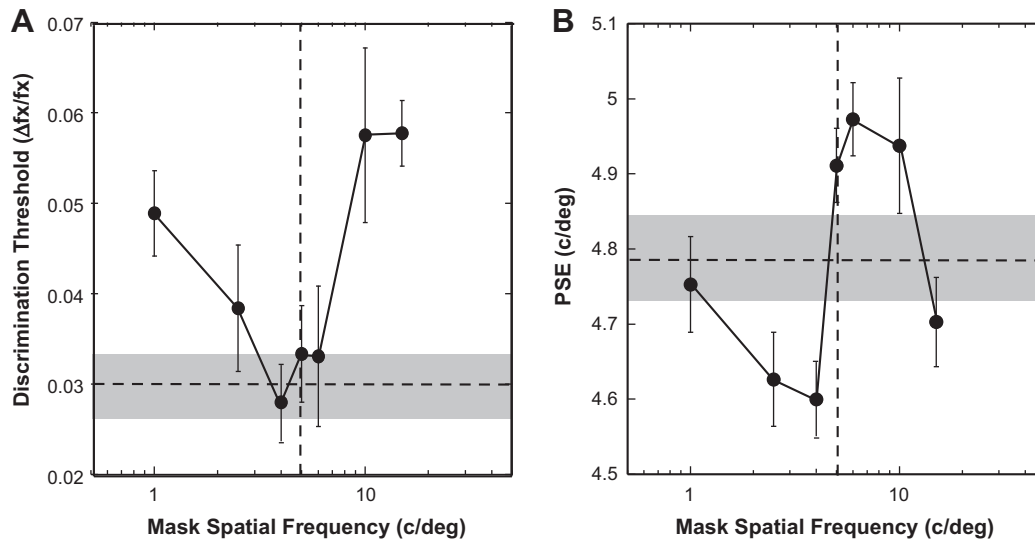 A
Discrimination Threshold (Δfx/fx)
0.07
0.06
0.05
0.04
0.03
0.02
1
10
Mask Spatial Frequency (c/deg)
B
PSE (c/deg)
5.1
5
4.9
4.8
4.7
4.6
4.5
1
10
Mask Spatial Frequency (c/deg)